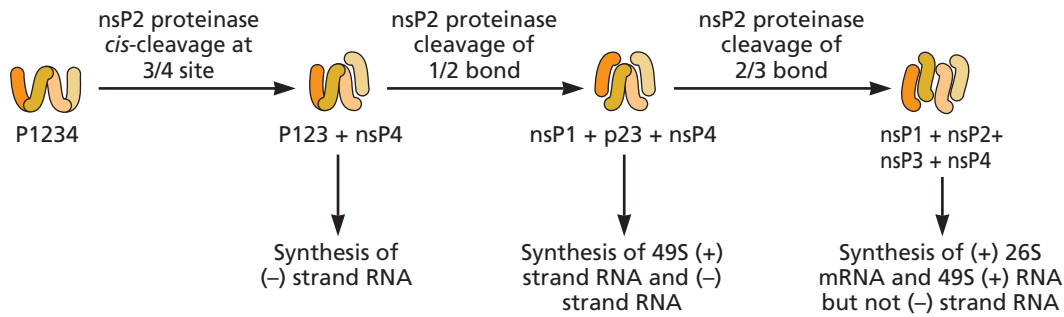 nsP2 proteinase
cis-cleavage at
3/4 site
nsP2 proteinase
cleavage of
1/2 bond
nsP2 proteinase
cleavage of
2/3 bond
P1234
P123 + nsP4
nsP1 + p23 + nsP4
nsP1 + nsP2+
nsP3 + nsP4
Synthesis of
(–) strand RNA
Synthesis of 49S (+)
strand RNA and (–)
strand RNA
Synthesis of (+) 26S
mRNA and 49S (+) RNA
but not (–) strand RNA